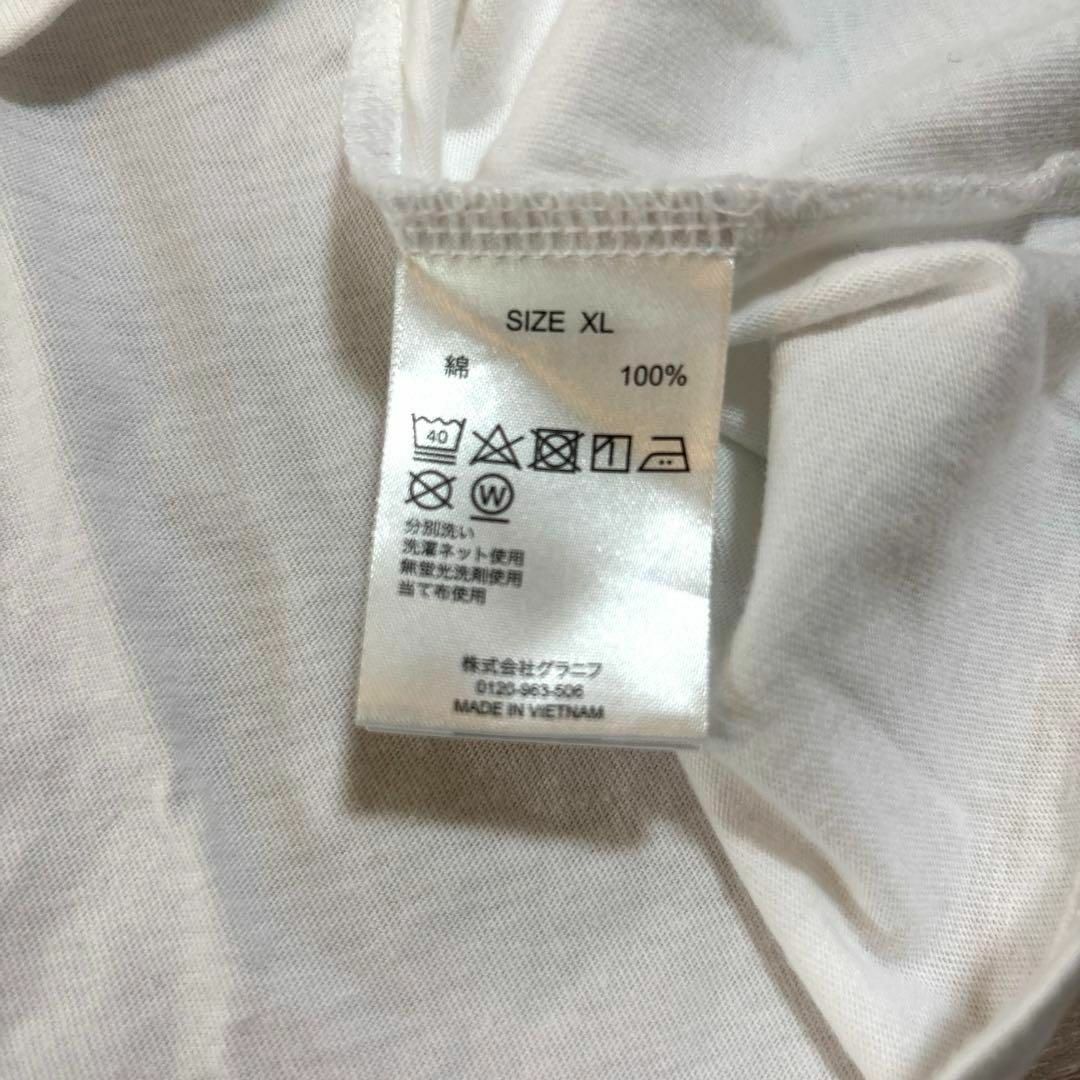 SIZE XL
綿 100%
40
W
分別洗い
洗濯ネット使用
無蛍光洗剤使用
当て布使用
株式会社グラニフ
0120-963-506
MADE IN VIETNAM